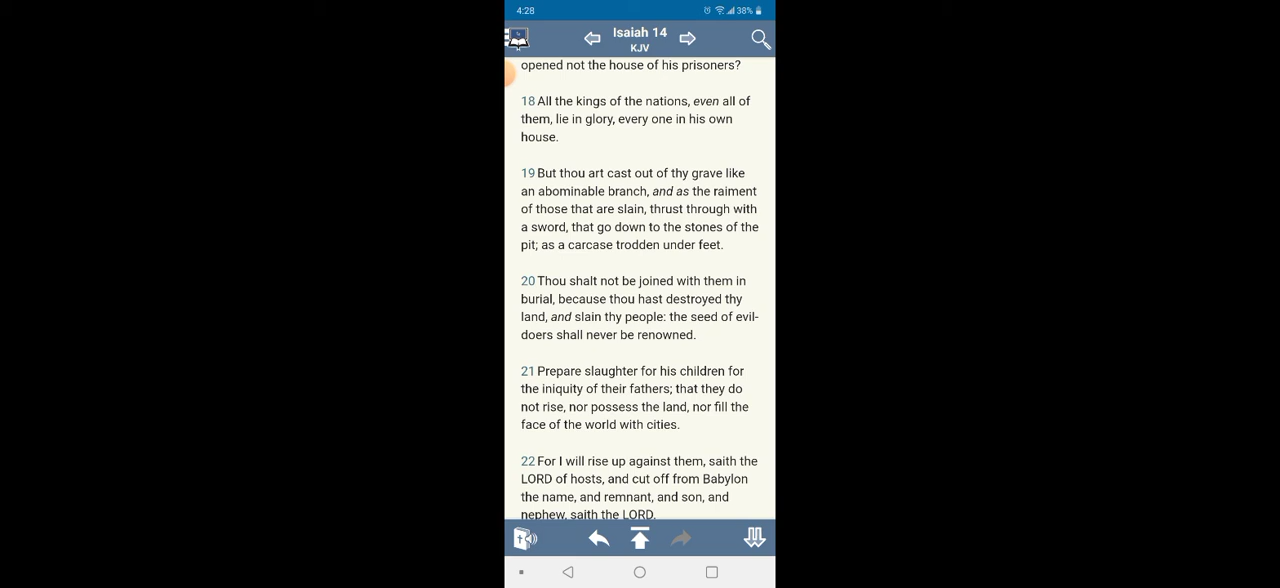 4:28
38%
Isaiah 14
KJV
opened not the house of his prisoners?
18 All the kings of the nations, even all of
them, lie in glory, every one in his own
house.
19 But thou art cast out of thy grave like
an abominable branch, and as the raiment
of those that are slain, thrust through with
a sword, that go down to the stones of the
pit; as a carcase trodden under feet.
20 Thou shalt not be joined with them in
burial, because thou hast destroyed thy
land, and slain thy people: the seed of evil-
doers shall never be renowned.
21 Prepare slaughter for his children for
the iniquity of their fathers; that they do
not rise, nor possess the land, nor fill the
face of the world with cities.
22 For I will rise up against them, saith the
LORD of hosts, and cut off from Babylon
the name, and remnant, and son, and
nephew, saith the LORD.